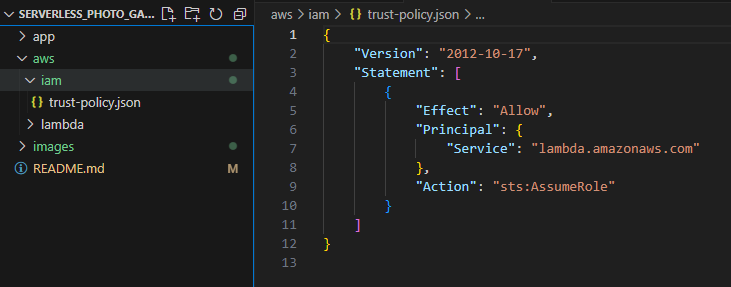 SERVERLESS_PHOTO_GA...
app
aws
iam
{} trust-policy.json
lambda
images
README.md M
aws > iam > {} trust-policy.json > ...
1 {
2 "Version": "2012-10-17",
3 "Statement": [
4 {
5 "Effect": "Allow",
6 "Principal": {
7 "Service": "lambda.amazonaws.com"
8 },
9 "Action": "sts:AssumeRole"
10 }
11 ]
12 }
13